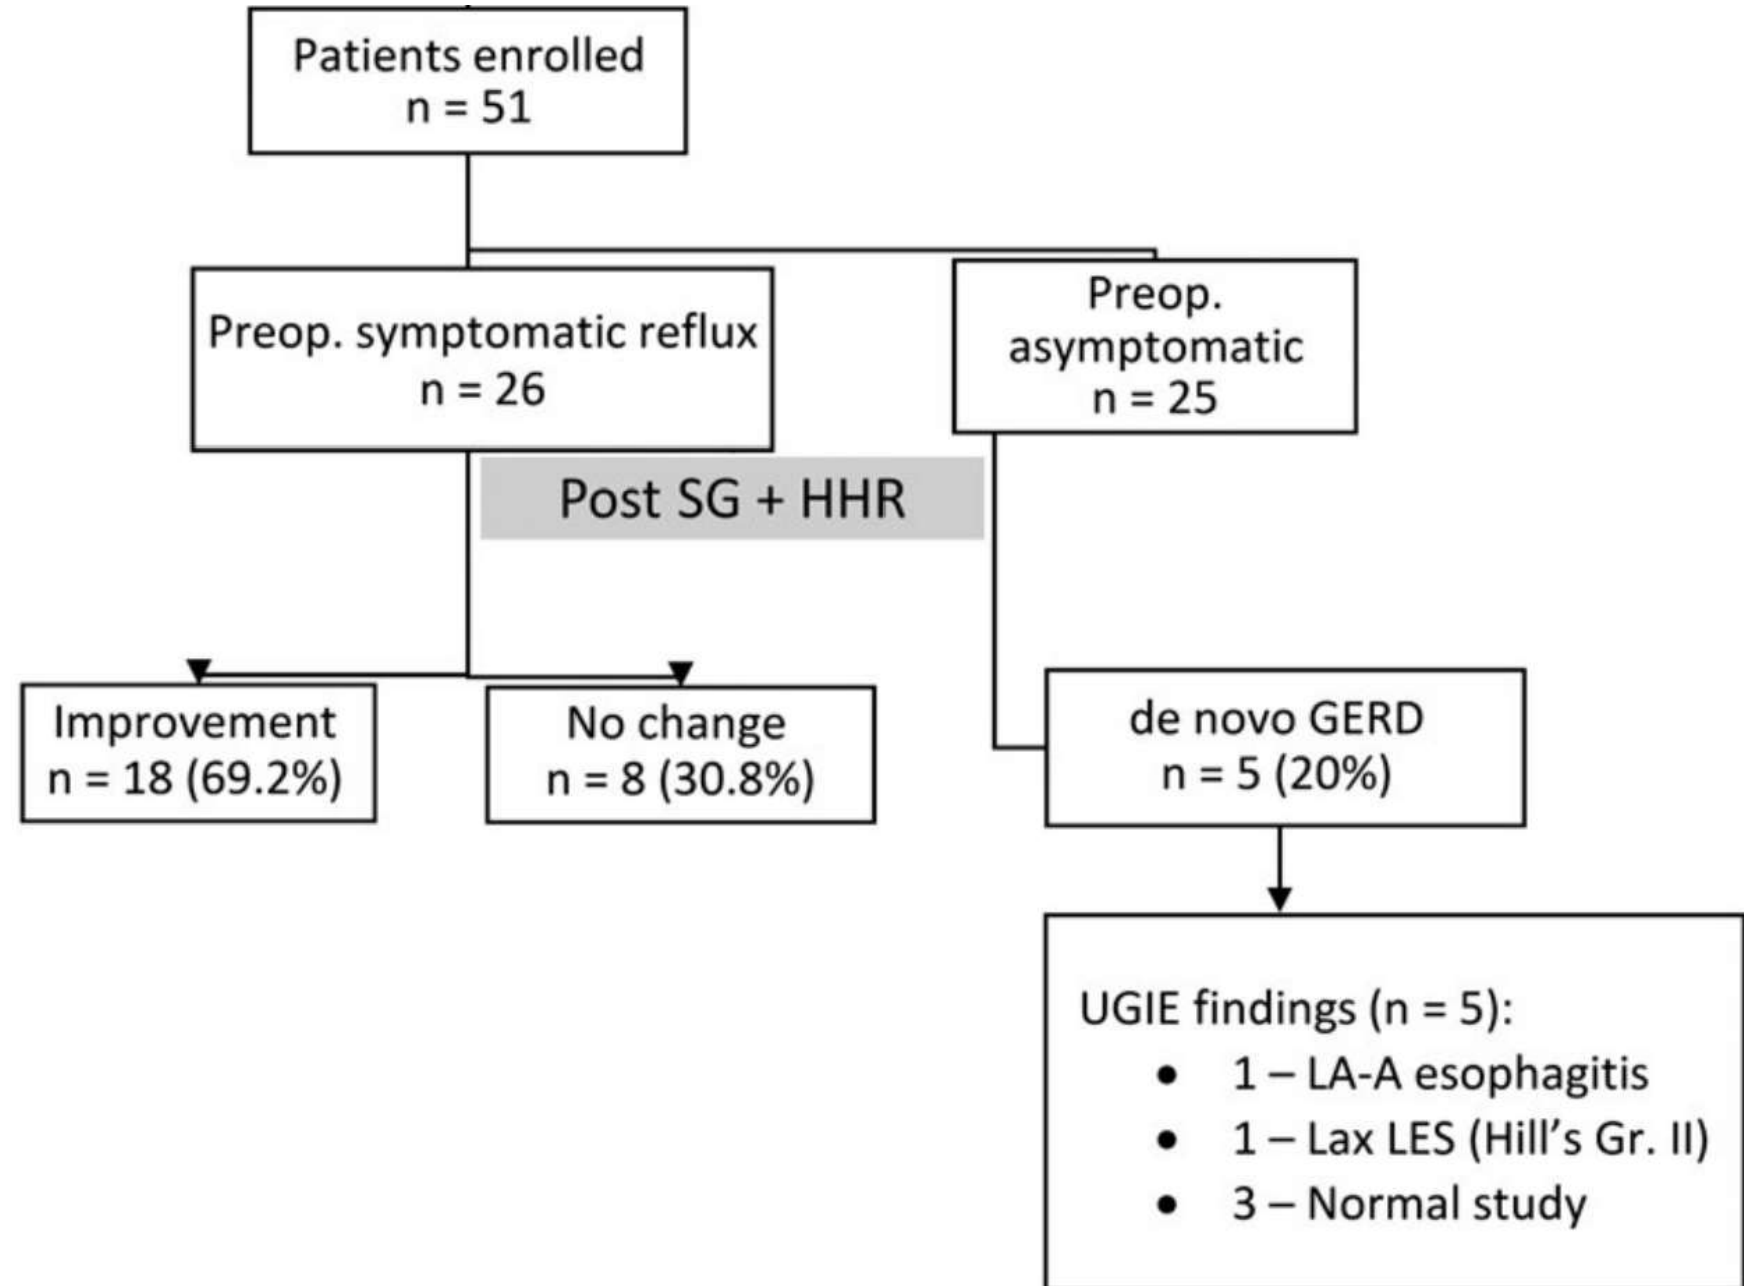 Patients enrolled
n = 51
Preop. symptomatic reflux
n = 26
Preop.
asymptomatic
n = 25
Post SG + HHR
Improvement
n = 18 (69.2%)
No change
n = 8 (30.8%)
de novo GERD
n = 5 (20%)
UGIE findings (n = 5):
• 1 – LA-A esophagitis
• 1 – Lax LES (Hill’s Gr. II)
• 3 – Normal study